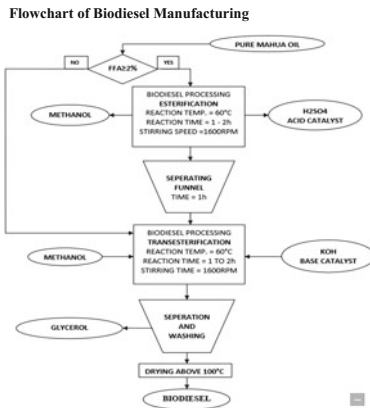 Flowchart of Biodiesel Manufacturing
PURE MAHUA OIL
NO
FFA≥2%
YES
BIODIESEL PROCESSING
ESTERIFICATION
REACTION TEMP. = 60°C
REACTION TIME = 1 - 2h
STIRRING SPEED =1600RPM
METHANOL
H2SO4
ACID CATALYST
SEPERATING
FUNNEL
TIME = 1h
BIODIESEL PROCESSING
TRANSESTERIFICATION
REACTION TEMP. = 60°C
REACTION TIME = 1 TO 2h
STIRRING TIME = 1600RPM
METHANOL
KOH
BASE CATALYST
SEPERATION
AND
WASHING
GLYCEROL
DRYING ABOVE 100°C
BIODIESEL